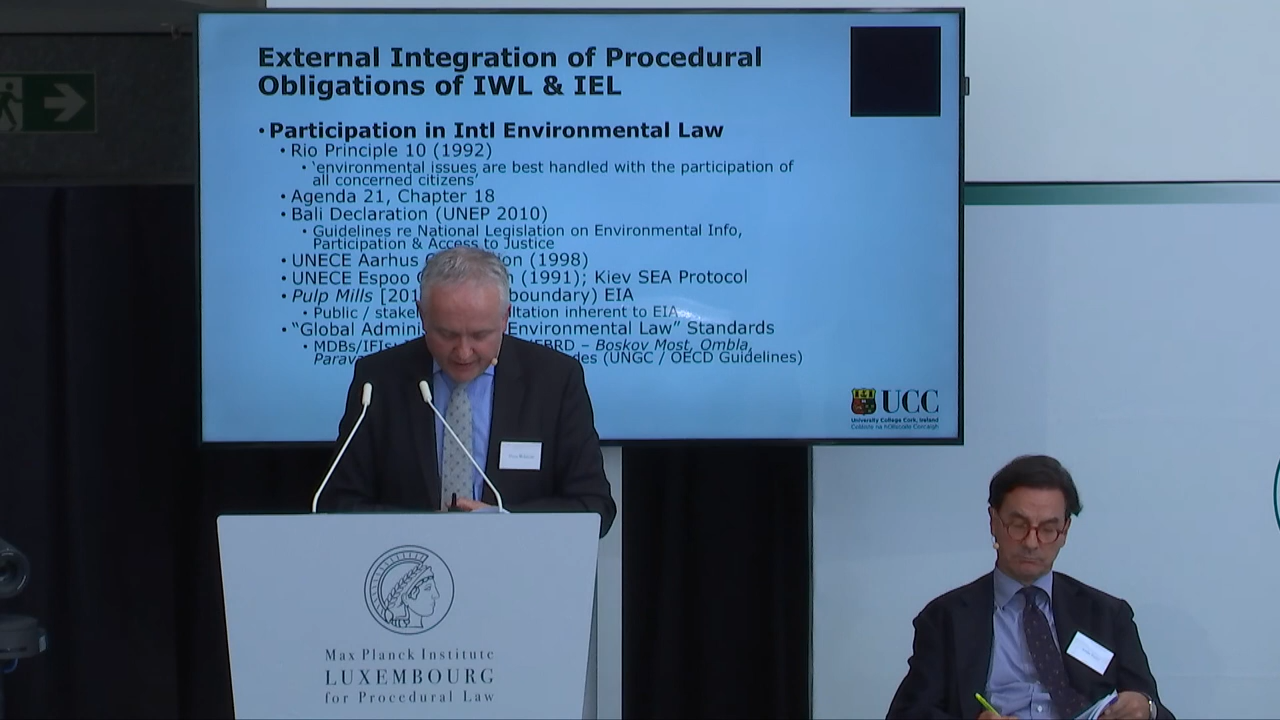 External Integration of Procedural
Obligations of IWL & IEL
• Participation in Intl Environmental Law
• Rio Principle 10 (1992)
• 'environmental issues are best handled with the participation of
all concerned citizens'
• Agenda 21, Chapter 18
• Bali Declaration (UNEP 2010)
• Guidelines re National Legislation on Environmental Info,
Participation & Access to Justice
• UNECE Aarhus (1998)
• UNECE Espoo (1991); Kiev SEA Protocol
• Pulp Mills [201 boundary) EIA
• Public / stake ltation inherent to EIA
• "Global Admini Environmental Law" Standards
• MDBs/IFIs: /EBRD – Boskov Most, Ombla,
Parava des (UNGC / OECD Guidelines)
UCC
University College Cork, Ireland
Coláiste na hOllscoile Corcaigh
Max Planck Institute
LUXEMBOURG
for Procedural Law